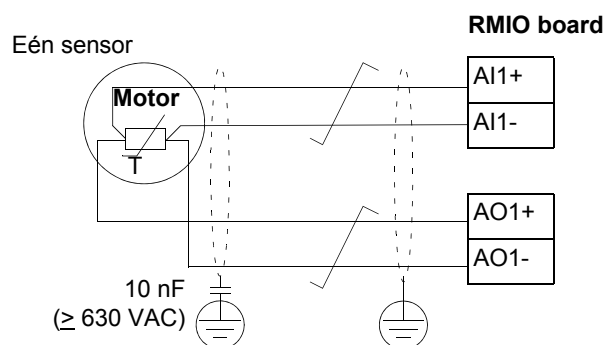 RMIO board
Eén sensor
AI1+
Motor
AI1-
T
AO1+
AO1-
10 nF
(≥ 630 VAC)